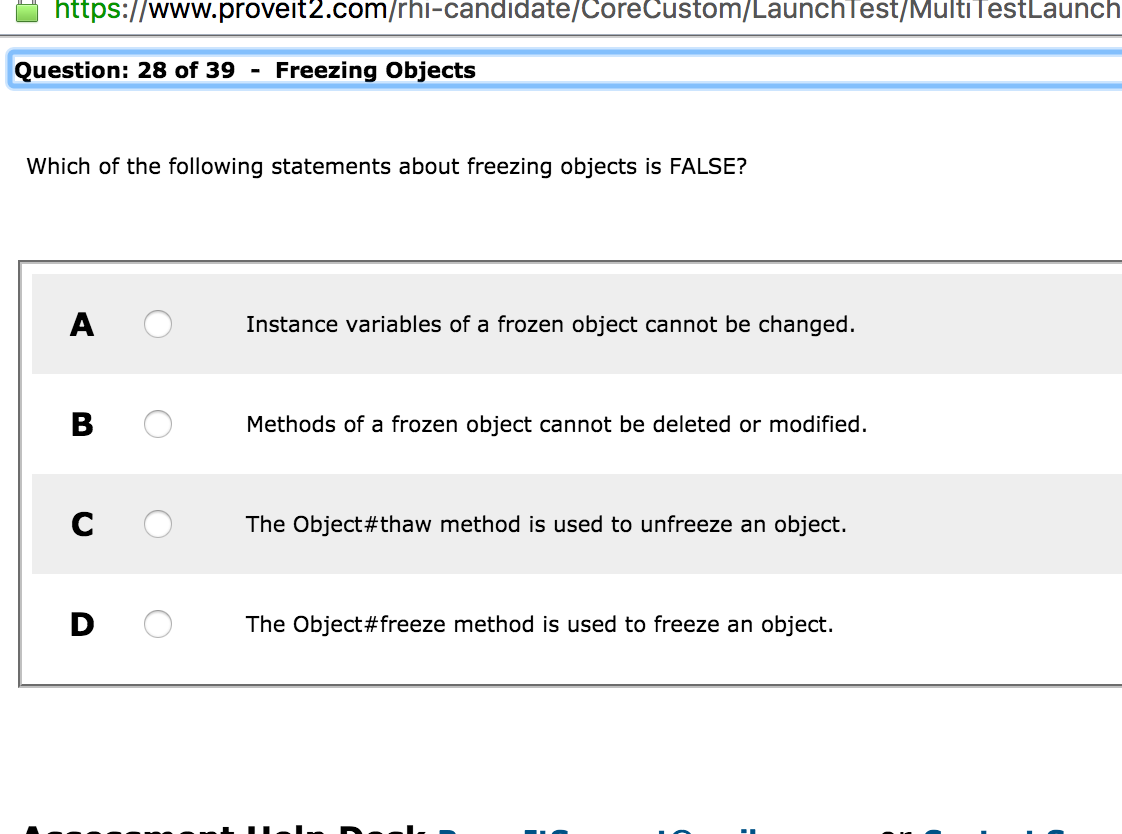 https://www.proveit2.com/rhi-candidate/CoreCustom/LaunchTest/MultiTestLaunch
Question: 28 of 39 - Freezing Objects
Which of the following statements about freezing objects is FALSE?
A Instance variables of a frozen object cannot be changed.
B Methods of a frozen object cannot be deleted or modified.
C The Object#thaw method is used to unfreeze an object.
D The Object#freeze method is used to freeze an object.
Assessment Help Desk